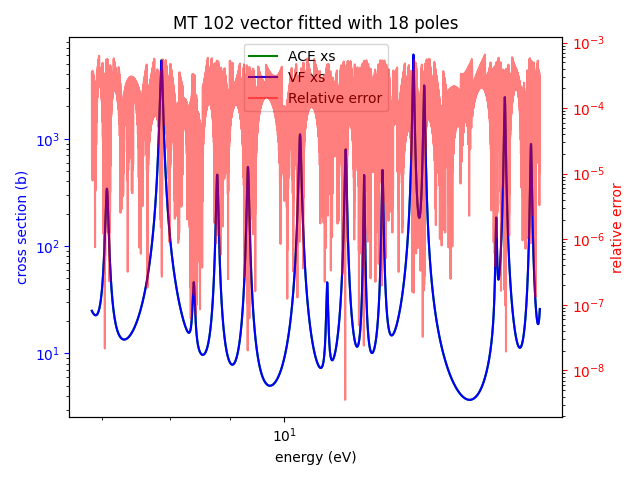 MT 102 vector fitted with 18 poles
ACE xs
VF xs
Relative error
cross section (b)
10³
10²
10¹
10⁻³
10⁻⁴
10⁻⁵
10⁻⁶
10⁻⁷
10⁻⁸
relative error
10¹
energy (eV)